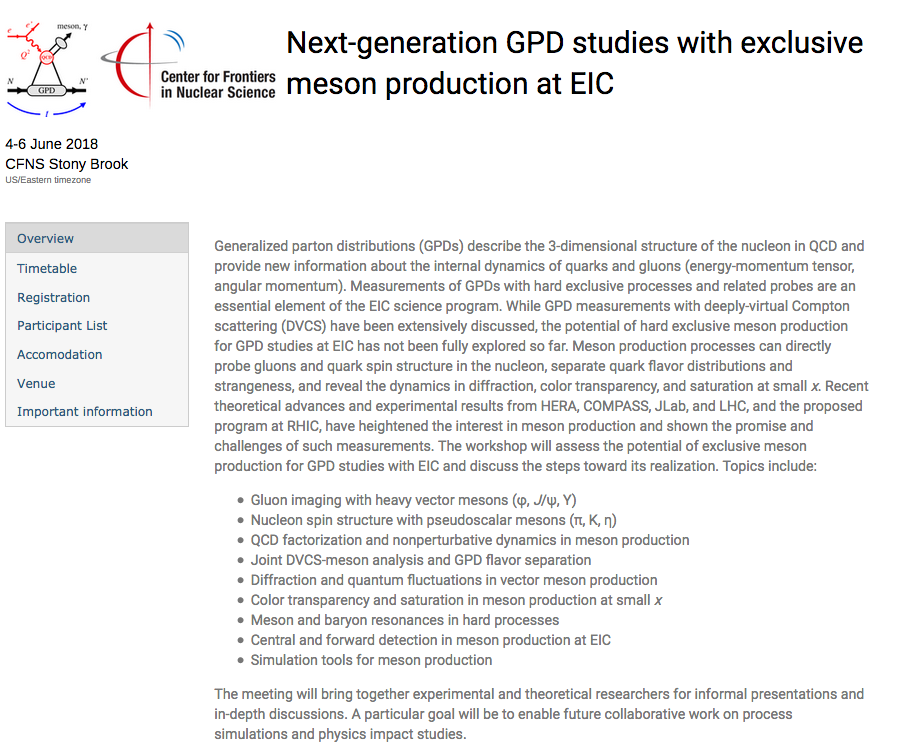 e
e'
meson, γ
Q²
QCD
N
N'
GPD
t
Center for Frontiers
in Nuclear Science
Next-generation GPD studies with exclusive
meson production at EIC
4-6 June 2018
CFNS Stony Brook
US/Eastern timezone
Overview
Timetable
Registration
Participant List
Accomodation
Venue
Important information
Generalized parton distributions (GPDs) describe the 3-dimensional structure of the nucleon in QCD and
provide new information about the internal dynamics of quarks and gluons (energy-momentum tensor,
angular momentum). Measurements of GPDs with hard exclusive processes and related probes are an
essential element of the EIC science program. While GPD measurements with deeply-virtual Compton
scattering (DVCS) have been extensively discussed, the potential of hard exclusive meson production
for GPD studies at EIC has not been fully explored so far. Meson production processes can directly
probe gluons and quark spin structure in the nucleon, separate quark flavor distributions and
strangeness, and reveal the dynamics in diffraction, color transparency, and saturation at small x. Recent
theoretical advances and experimental results from HERA, COMPASS, JLab, and LHC, and the proposed
program at RHIC, have heightened the interest in meson production and shown the promise and
challenges of such measurements. The workshop will assess the potential of exclusive meson
production for GPD studies with EIC and discuss the steps toward its realization. Topics include:
• Gluon imaging with heavy vector mesons (φ, J/ψ, Υ)
• Nucleon spin structure with pseudoscalar mesons (π, K, η)
• QCD factorization and nonperturbative dynamics in meson production
• Joint DVCS-meson analysis and GPD flavor separation
• Diffraction and quantum fluctuations in vector meson production
• Color transparency and saturation in meson production at small x
• Meson and baryon resonances in hard processes
• Central and forward detection in meson production at EIC
• Simulation tools for meson production
The meeting will bring together experimental and theoretical researchers for informal presentations and
in-depth discussions. A particular goal will be to enable future collaborative work on process
simulations and physics impact studies.